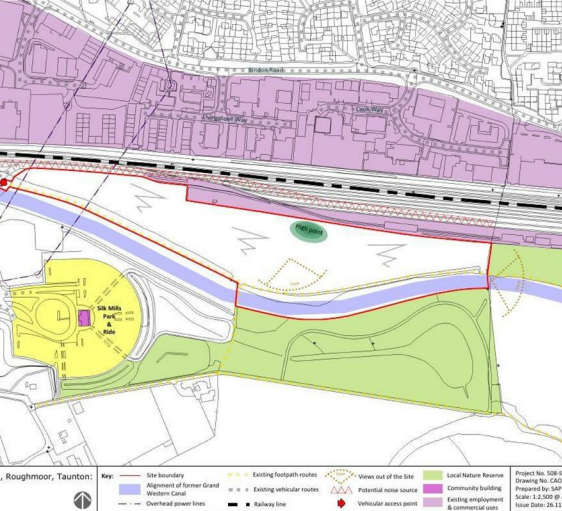 Bindon Road
Cook Way
High point
Silk Mills
Park
&
Ride
, Roughmoor, Taunton:
Key:
Site boundary
Alignment of former Grand
Western Canal
Overhead power lines
Existing footpath routes
Existing vehicular routes
Railway line
Views out of the Site
Potential noise source
Vehicular access point
Local Nature Reserve
Community building
Existing employment
& commercial uses
Project No. 508-S
Drawing No. CAO
Prepared by: SAP
Scale: 1:2,500 @
Issue Date: 26.11